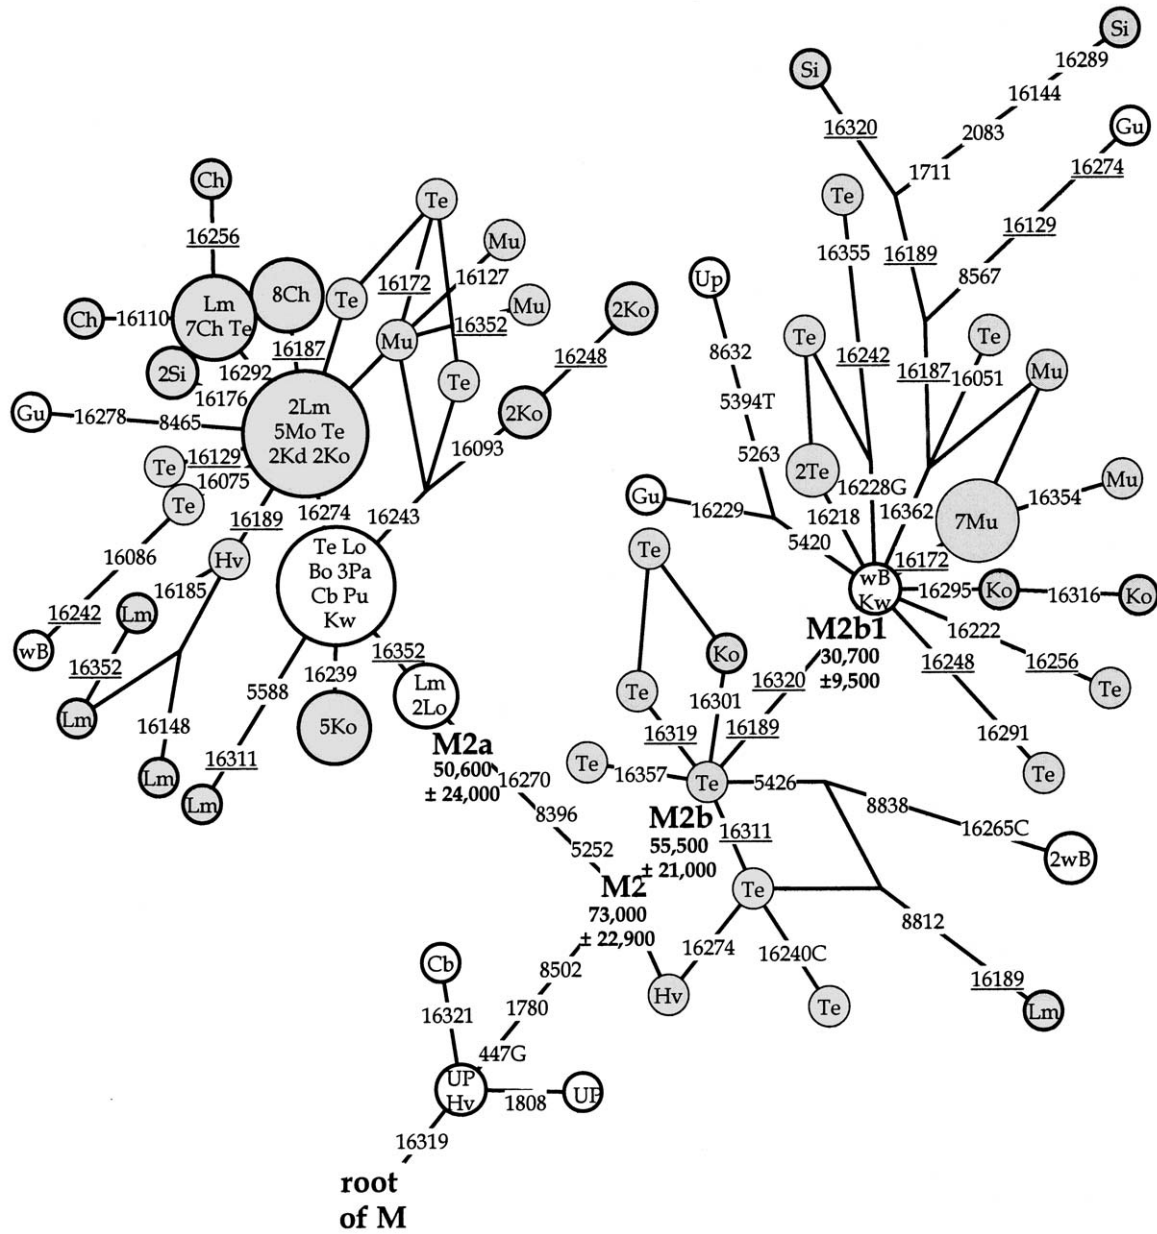 Si
16289
Si
16144
16320
2083
Gu
1711
16274
Ch
Te
Te
16129
16256
Mu
16355
16189
16127
Up
8567
16172
8Ch
Te
2Ko
Lm
7Ch Te
Mu
Ch
16110
16352
8632
Te
Te
16187
Mu
16242
16248
16187
16051
Mu
2Si
16292
Te
5394T
16176
2Ko
Gu
16278
8465
2Lm
5Mo Te
2Kd 2Ko
16093
5263
2Te
Te
16129
16075
16228G
Mu
16354
Te
Gu
16229
16218
16362
7Mu
16189
16274
16243
5420
Te Lo
Bo 3Pa
Cb Pu
Kw
16086
Hv
Te
16172
16185
wB
Kw
16295
Ko
16316
Ko
16242
Lm
M2b1
30,700
±9,500
16222
wB
16352
16352
Ko
16248
16256
16239
Lm
2Lo
16320
Te
5588
Te
16301
Lm
16148
5Ko
16319
16189
16291
16311
M2a
50,600
± 24,000
Te
16357
Te
5426
Te
Lm
16270
Lm
8396
M2b
55,500
± 21,000
16311
8838
16265C
5252
2wB
M2
73,000
± 22,900
Te
8812
16274
16240C
Cb
8502
16189
Hv
Te
Lm
16321
1780
447G
UP
Hv
1808
UP
16319
root
of M